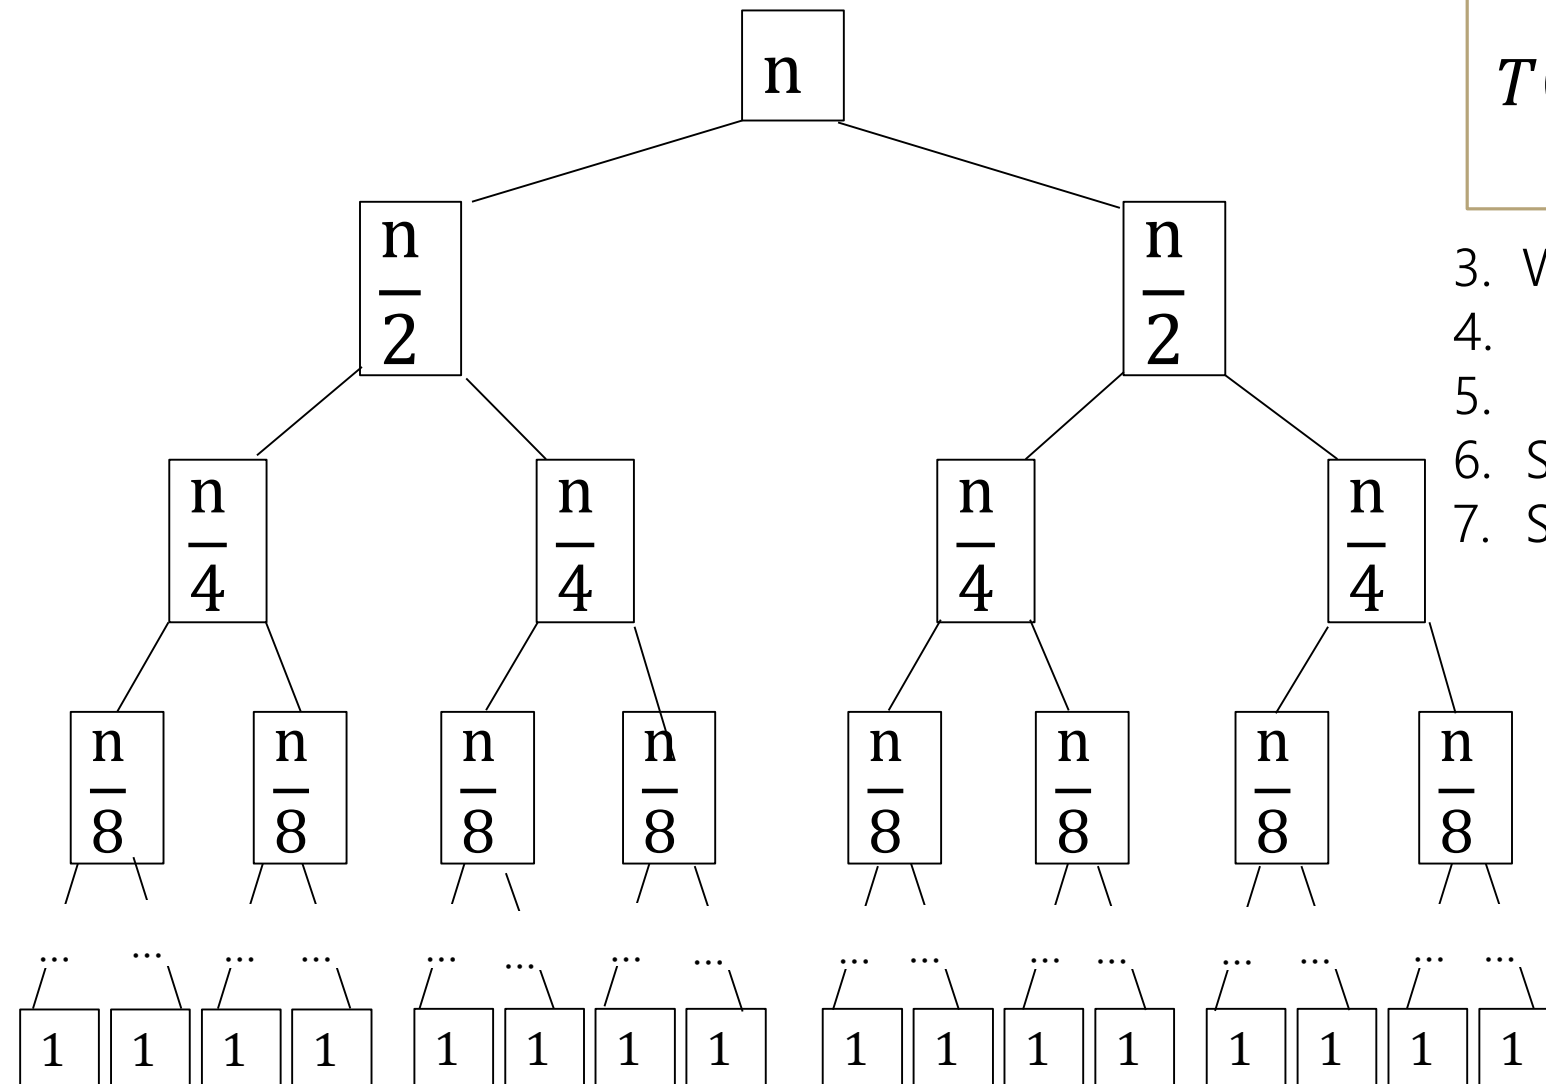 n
T(
n/2 n/2
3. V
4.
5.
6. S
7. S
n/4 n/4 n/4 n/4
n/8 n/8 n/8 n/8 n/8 n/8 n/8 n/8
... ... ... ... ... ... ... ... ... ... ... ... ... ... ... ...
1 1 1 1 1 1 1 1 1 1 1 1 1 1 1 1